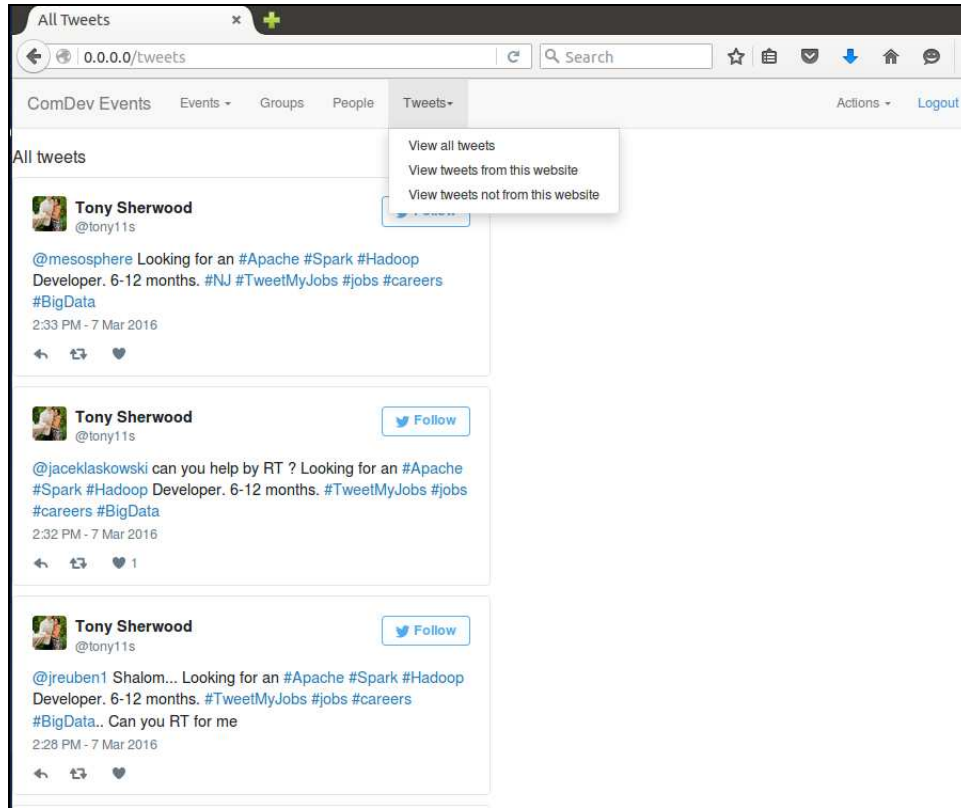 All Tweets
0.0.0.0/tweets
Search
ComDev Events Events Groups People Tweets Actions Logout
View all tweets
View tweets from this website
View tweets not from this website
All tweets
Tony Sherwood
@tony11s
Follow
@mesosphere Looking for an #Apache #Spark #Hadoop
Developer. 6-12 months. #NJ #TweetMyJobs #jobs #careers
#BigData
2:33 PM - 7 Mar 2016
Tony Sherwood
@tony11s
Follow
@jaceklaskowski can you help by RT ? Looking for an #Apache
#Spark #Hadoop Developer. 6-12 months. #TweetMyJobs #jobs
#careers #BigData
2:32 PM - 7 Mar 2016
1
Tony Sherwood
@tony11s
Follow
@jreuben1 Shalom... Looking for an #Apache #Spark #Hadoop
Developer. 6-12 months. #TweetMyJobs #jobs #careers
#BigData.. Can you RT for me
2:28 PM - 7 Mar 2016